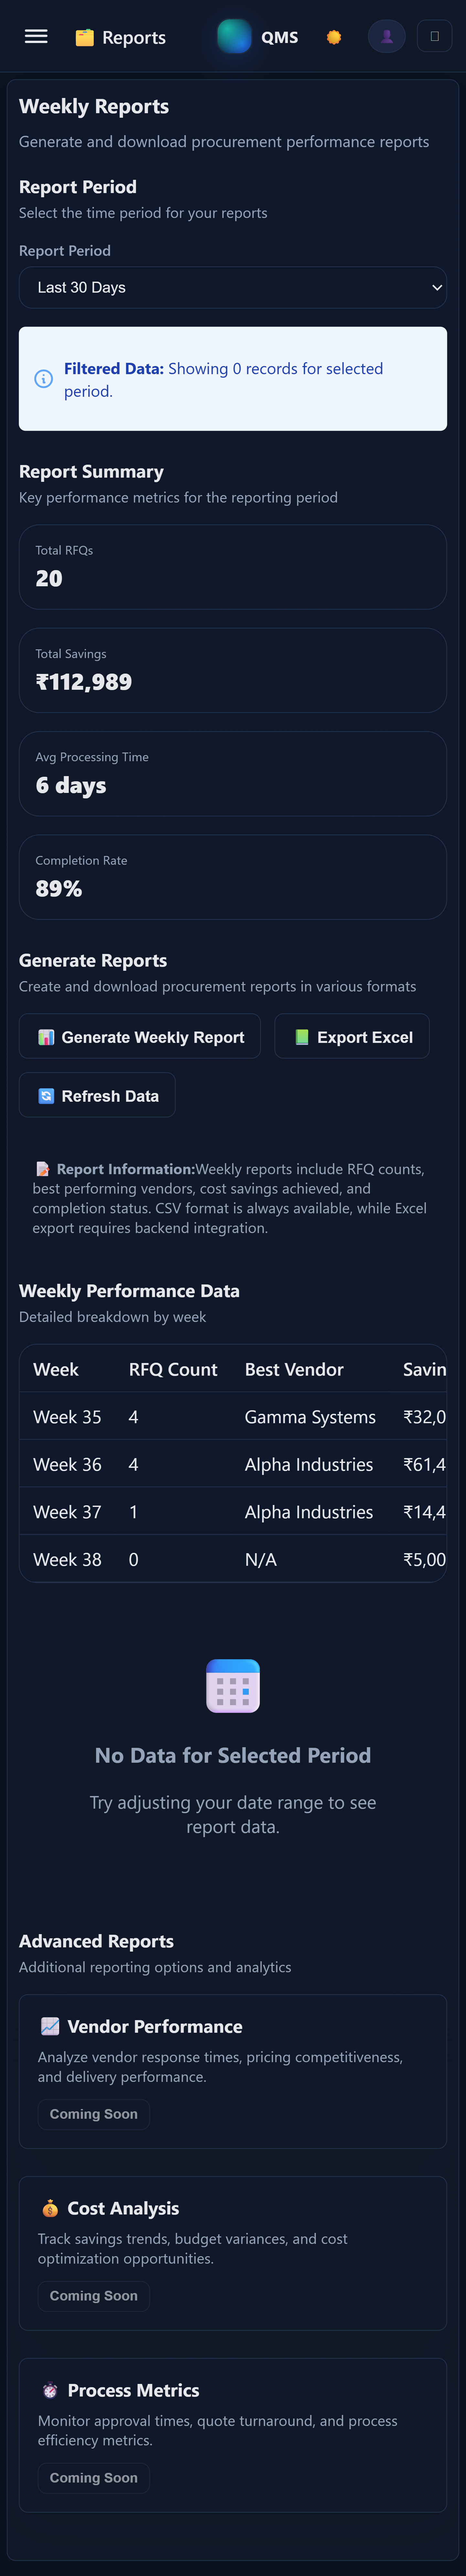 Reports
QMS
Weekly Reports
Generate and download procurement performance reports
Report Period
Select the time period for your reports
Report Period
Last 30 Days
Filtered Data: Showing 0 records for selected
period.
Report Summary
Key performance metrics for the reporting period
Total RFQs
20
Total Savings
₹112,989
Avg Processing Time
6 days
Completion Rate
89%
Generate Reports
Create and download procurement reports in various formats
Generate Weekly Report
Export Excel
Refresh Data
Report Information:Weekly reports include RFQ counts,
best performing vendors, cost savings achieved, and
completion status. CSV format is always available, while Excel
export requires backend integration.
Weekly Performance Data
Detailed breakdown by week
Week RFQ Count Best Vendor Savin
Week 35 4 Gamma Systems ₹32,0
Week 36 4 Alpha Industries ₹61,4
Week 37 1 Alpha Industries ₹14,4
Week 38 0 N/A ₹5,00
No Data for Selected Period
Try adjusting your date range to see
report data.
Advanced Reports
Additional reporting options and analytics
Vendor Performance
Analyze vendor response times, pricing competitiveness,
and delivery performance.
Coming Soon
Cost Analysis
Track savings trends, budget variances, and cost
optimization opportunities.
Coming Soon
Process Metrics
Monitor approval times, quote turnaround, and process
efficiency metrics.
Coming Soon